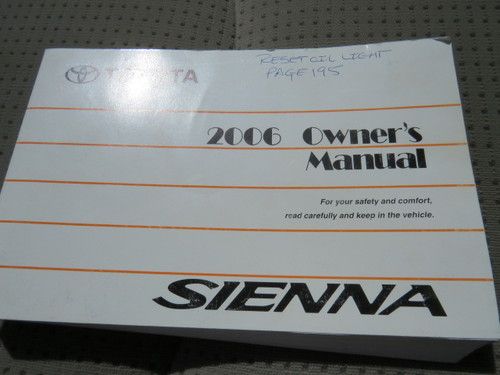 RESET OIL LIGHT
PAGE 195
TOYOTA
2006 Owner's
Manual
For your safety and comfort,
read carefully and keep in the vehicle.
SIENNA